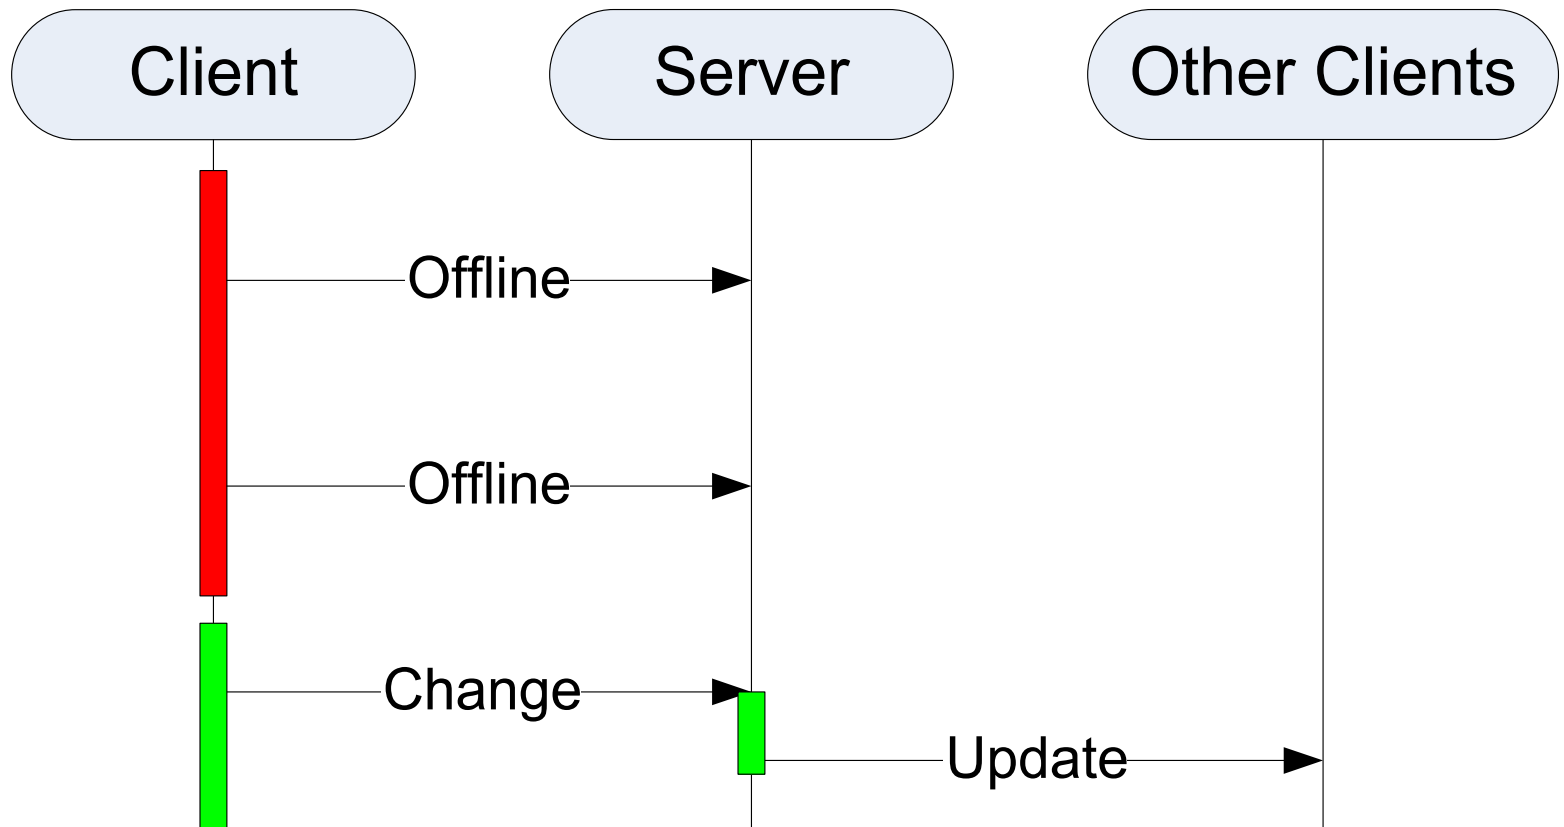 Client
Server
Other Clients
Offline
Offline
Change
Update